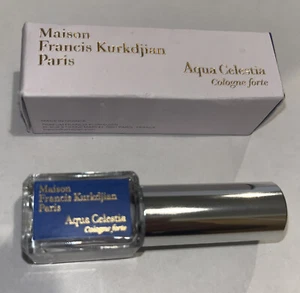 Maison
Francis Kurkdjian
Paris
Aqua Celestia
Cologne forte
Maison
Francis Kurkdjian
Paris
Aqua Celestia
Cologne forte